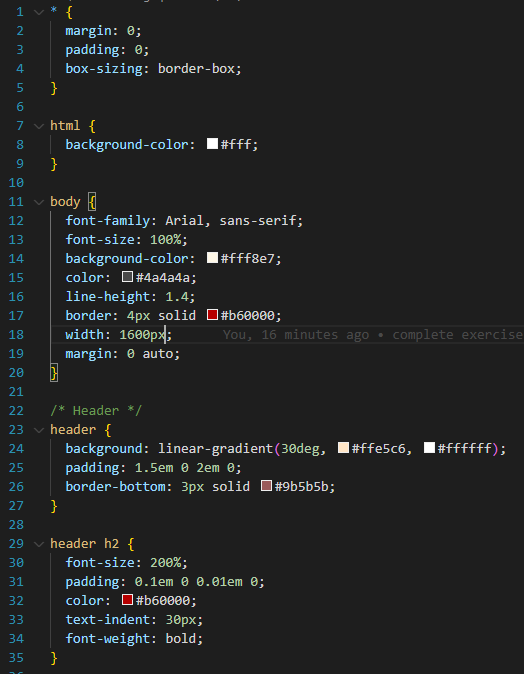 1 * {
2 margin: 0;
3 padding: 0;
4 box-sizing: border-box;
5 }
6
7 html {
8 background-color: #fff;
9 }
10
11 body {
12 font-family: Arial, sans-serif;
13 font-size: 100%;
14 background-color: #fff8e7;
15 color: #4a4a4a;
16 line-height: 1.4;
17 border: 4px solid #b60000;
18 width: 1600px; You, 16 minutes ago • complete exercise
19 margin: 0 auto;
20 }
21
22 /* Header */
23 header {
24 background: linear-gradient(30deg, #ffe5c6, #ffffff);
25 padding: 1.5em 0 2em 0;
26 border-bottom: 3px solid #9b5b5b;
27 }
28
29 header h2 {
30 font-size: 200%;
31 padding: 0.1em 0 0.01em 0;
32 color: #b60000;
33 text-indent: 30px;
34 font-weight: bold;
35 }